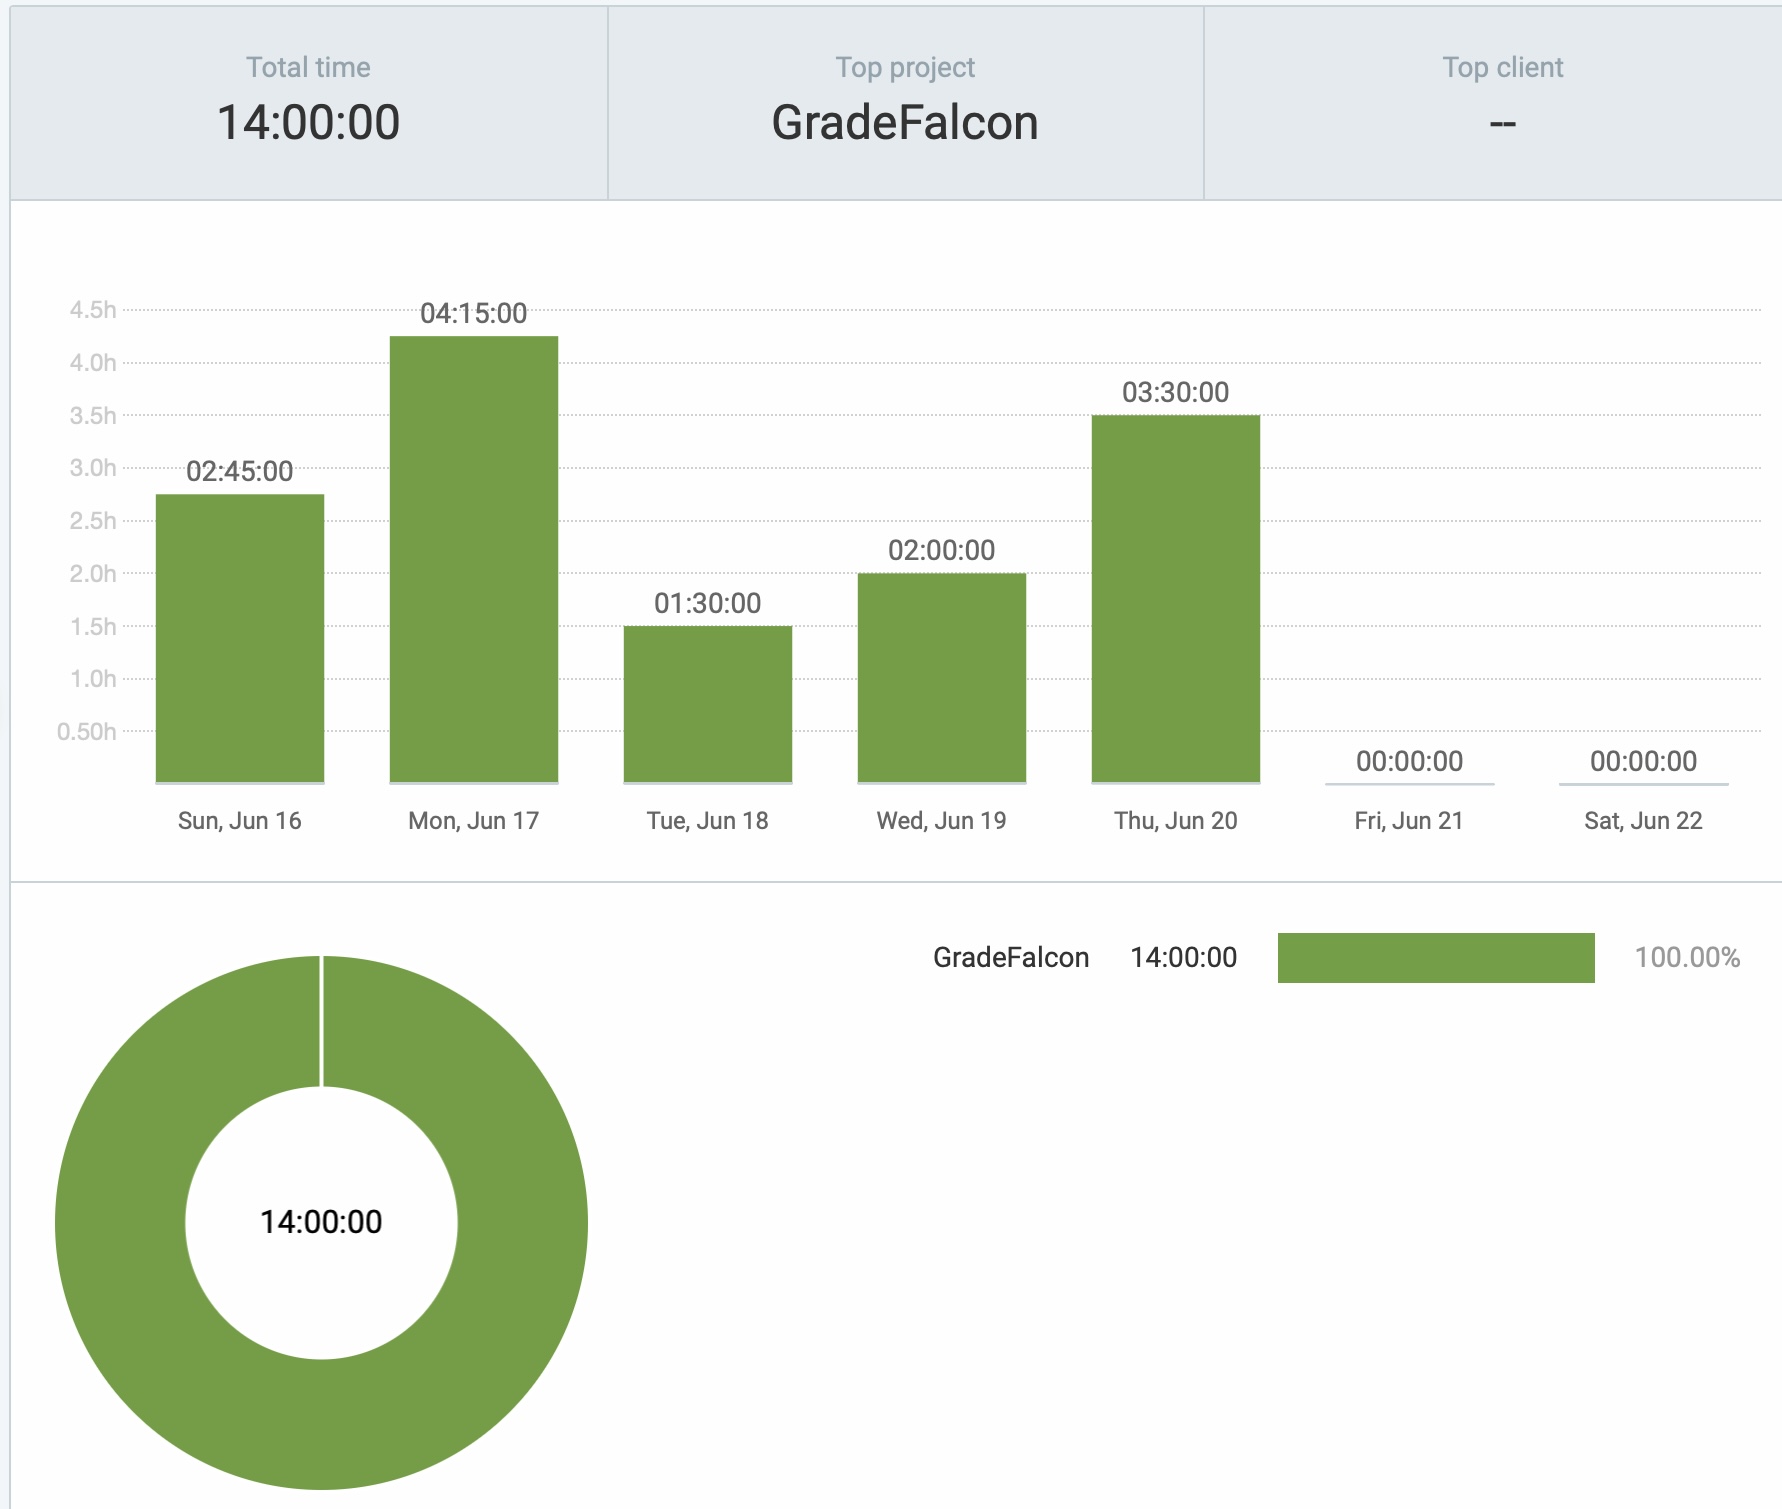 Total time
14:00:00
Top project
GradeFalcon
Top client
--
4.5h
4.0h
3.5h
3.0h
2.5h
2.0h
1.5h
1.0h
0.50h
02:45:00
04:15:00
01:30:00
02:00:00
03:30:00
00:00:00
00:00:00
Sun, Jun 16
Mon, Jun 17
Tue, Jun 18
Wed, Jun 19
Thu, Jun 20
Fri, Jun 21
Sat, Jun 22
GradeFalcon 14:00:00 100.00%
14:00:00